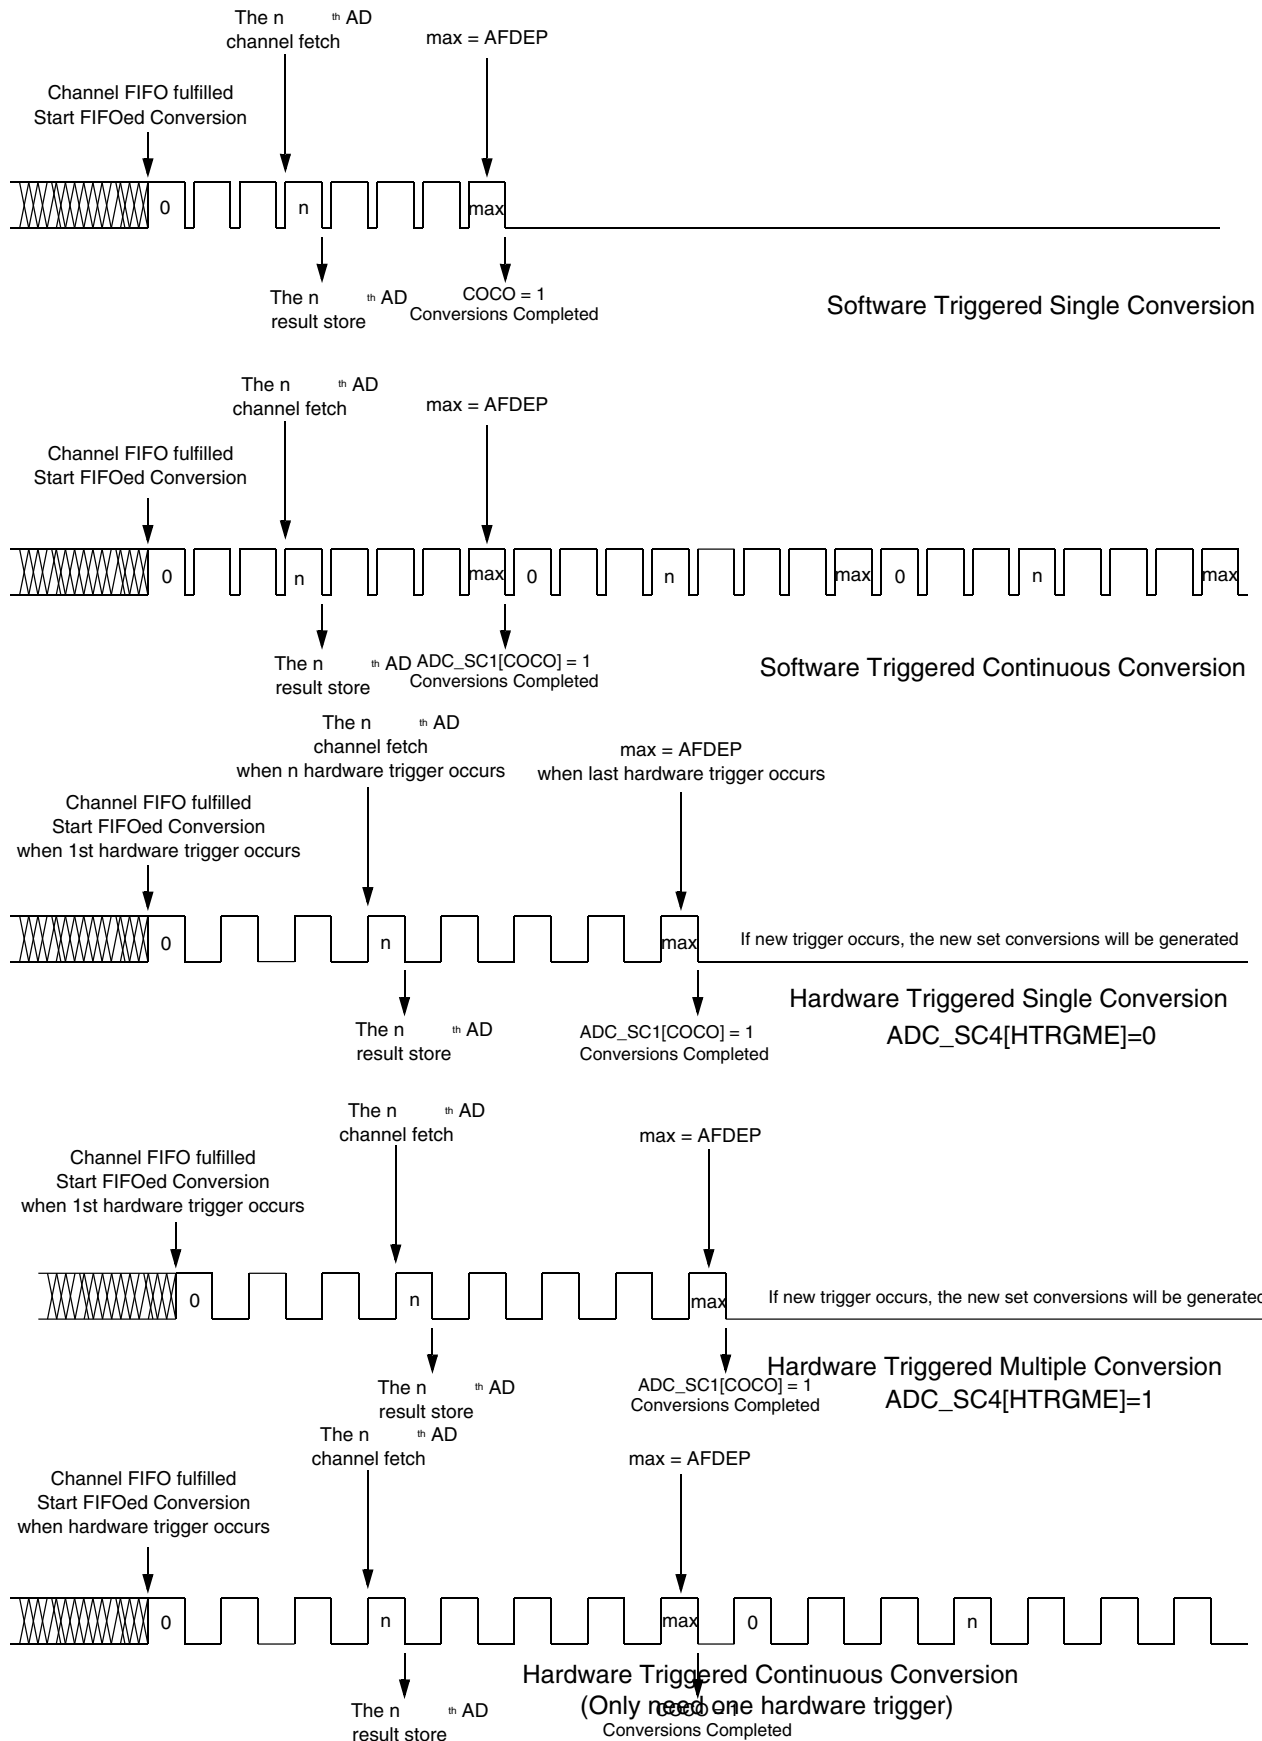 The n th AD
channel fetch
max = AFDEP
Channel FIFO fulfilled
Start FIFOed Conversion
0
n
max
The n th AD
result store
COCO = 1
Conversions Completed
Software Triggered Single Conversion
The n th AD
channel fetch
max = AFDEP
Channel FIFO fulfilled
Start FIFOed Conversion
0
n
max
0
n
max
0
n
max
The n th AD
result store
ADC_SC1[COCO] = 1
Conversions Completed
Software Triggered Continuous Conversion
The n th AD
channel fetch
when n hardware trigger occurs
max = AFDEP
when last hardware trigger occurs
Channel FIFO fulfilled
Start FIFOed Conversion
when 1st hardware trigger occurs
0
n
max
If new trigger occurs, the new set conversions will be generated
Hardware Triggered Single Conversion
ADC_SC4[HTRGME]=0
The n th AD
result store
ADC_SC1[COCO] = 1
Conversions Completed
The n th AD
channel fetch
max = AFDEP
Channel FIFO fulfilled
Start FIFOed Conversion
when 1st hardware trigger occurs
0
n
max
If new trigger occurs, the new set conversions will be generated
Hardware Triggered Multiple Conversion
ADC_SC4[HTRGME]=1
The n th AD
result store
ADC_SC1[COCO] = 1
Conversions Completed
The n th AD
channel fetch
max = AFDEP
Channel FIFO fulfilled
Start FIFOed Conversion
when hardware trigger occurs
0
n
max
0
n
Hardware Triggered Continuous Conversion
(Only need one hardware trigger)
The n th AD
result store
COCO = 1
Conversions Completed